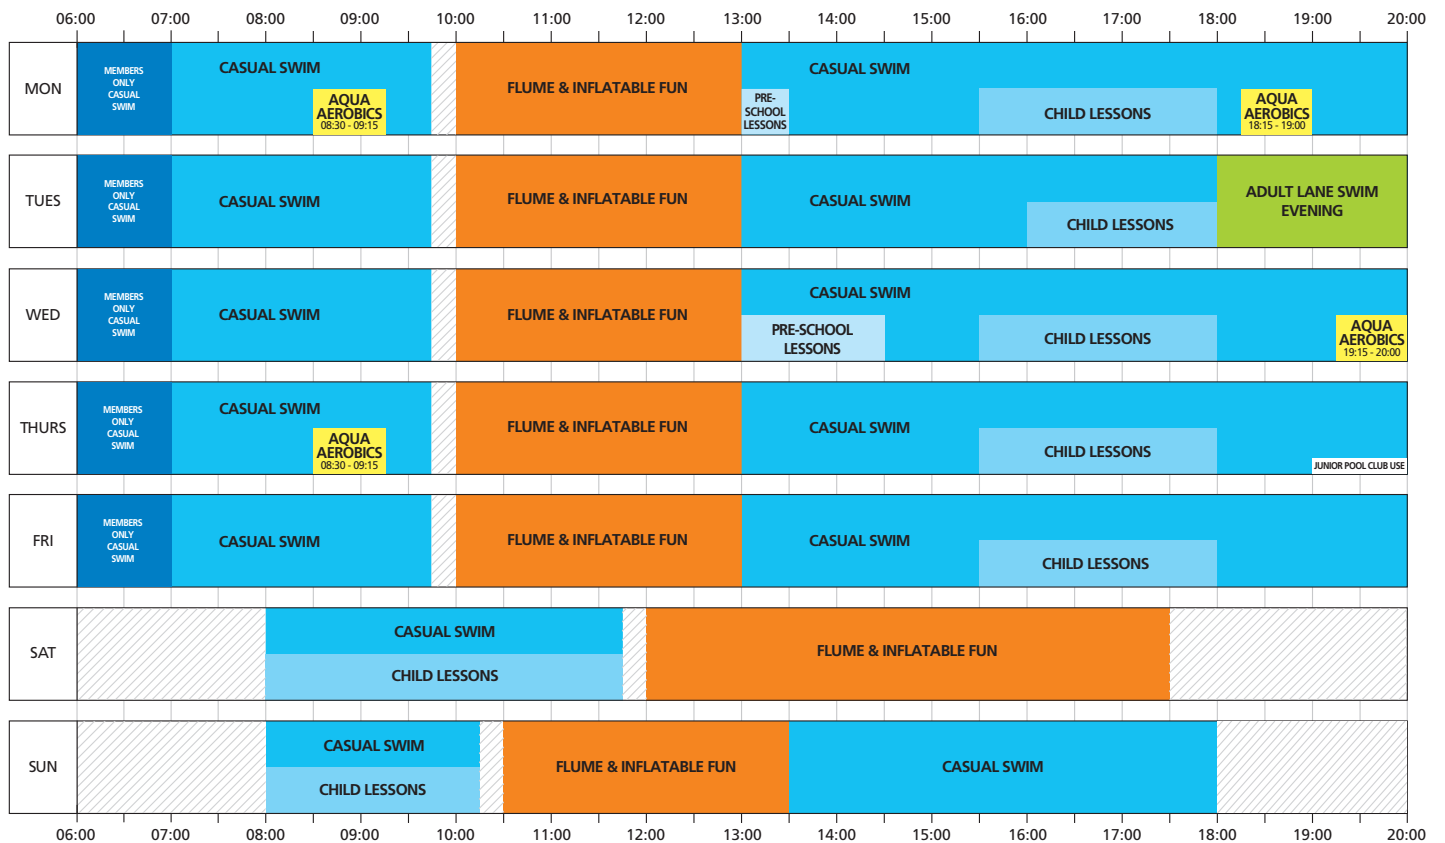 06:00 07:00 08:00 09:00 10:00 11:00 12:00 13:00 14:00 15:00 16:00 17:00 18:00 19:00 20:00
MON
MEMBERS
ONLY
CASUAL
SWIM
CASUAL SWIM
AQUA
AEROBICS
08:30 - 09:15
FLUME & INFLATABLE FUN
CASUAL SWIM
PRE-
SCHOOL
LESSONS
CHILD LESSONS
AQUA
AEROBICS
18:15 - 19:00
TUES
MEMBERS
ONLY
CASUAL
SWIM
CASUAL SWIM
FLUME & INFLATABLE FUN
CASUAL SWIM
CHILD LESSONS
ADULT LANE SWIM
EVENING
WED
MEMBERS
ONLY
CASUAL
SWIM
CASUAL SWIM
FLUME & INFLATABLE FUN
CASUAL SWIM
PRE-SCHOOL
LESSONS
CHILD LESSONS
AQUA
AEROBICS
19:15 - 20:00
THURS
MEMBERS
ONLY
CASUAL
SWIM
CASUAL SWIM
AQUA
AEROBICS
08:30 - 09:15
FLUME & INFLATABLE FUN
CASUAL SWIM
CHILD LESSONS
JUNIOR POOL CLUB USE
FRI
MEMBERS
ONLY
CASUAL
SWIM
CASUAL SWIM
FLUME & INFLATABLE FUN
CASUAL SWIM
CHILD LESSONS
SAT
CASUAL SWIM
CHILD LESSONS
FLUME & INFLATABLE FUN
SUN
CASUAL SWIM
CHILD LESSONS
FLUME & INFLATABLE FUN
CASUAL SWIM
06:00 07:00 08:00 09:00 10:00 11:00 12:00 13:00 14:00 15:00 16:00 17:00 18:00 19:00 20:00